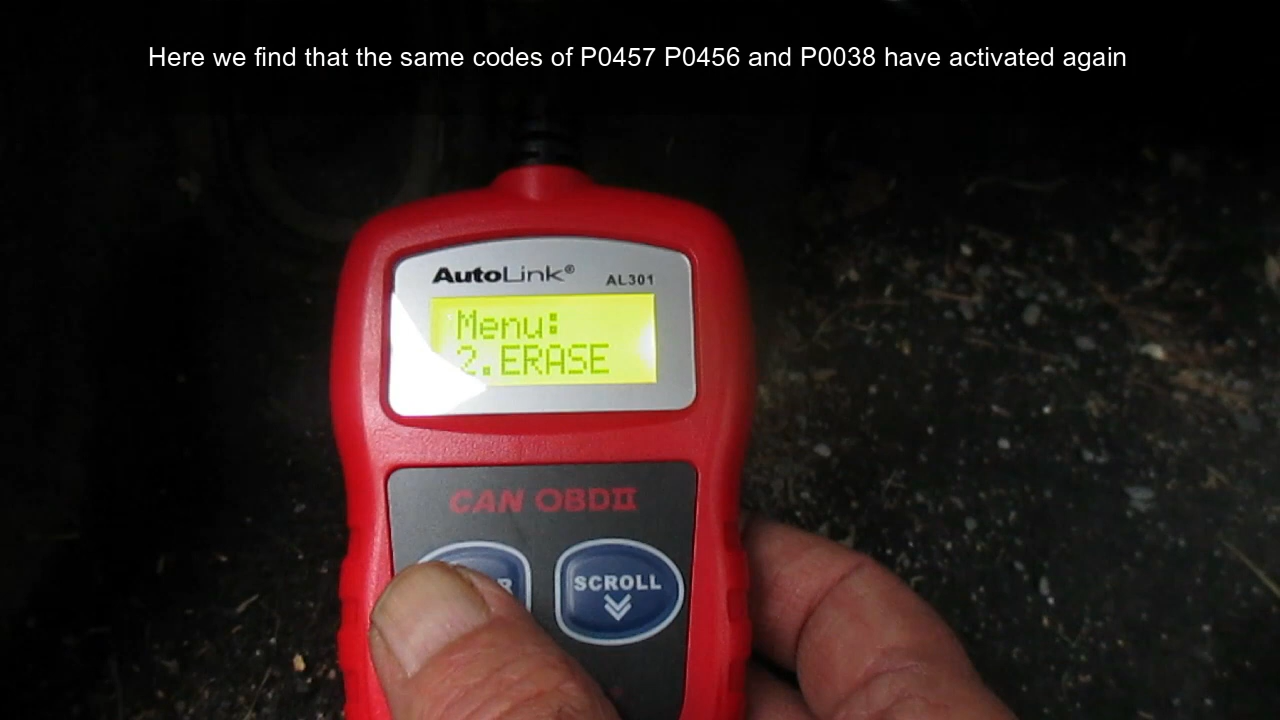 Here we find that the same codes of P0457 P0456 and P0038 have activated again
AutoLink®
AL301
Menu:
2.ERASE
CAN OBDII
SCROLL